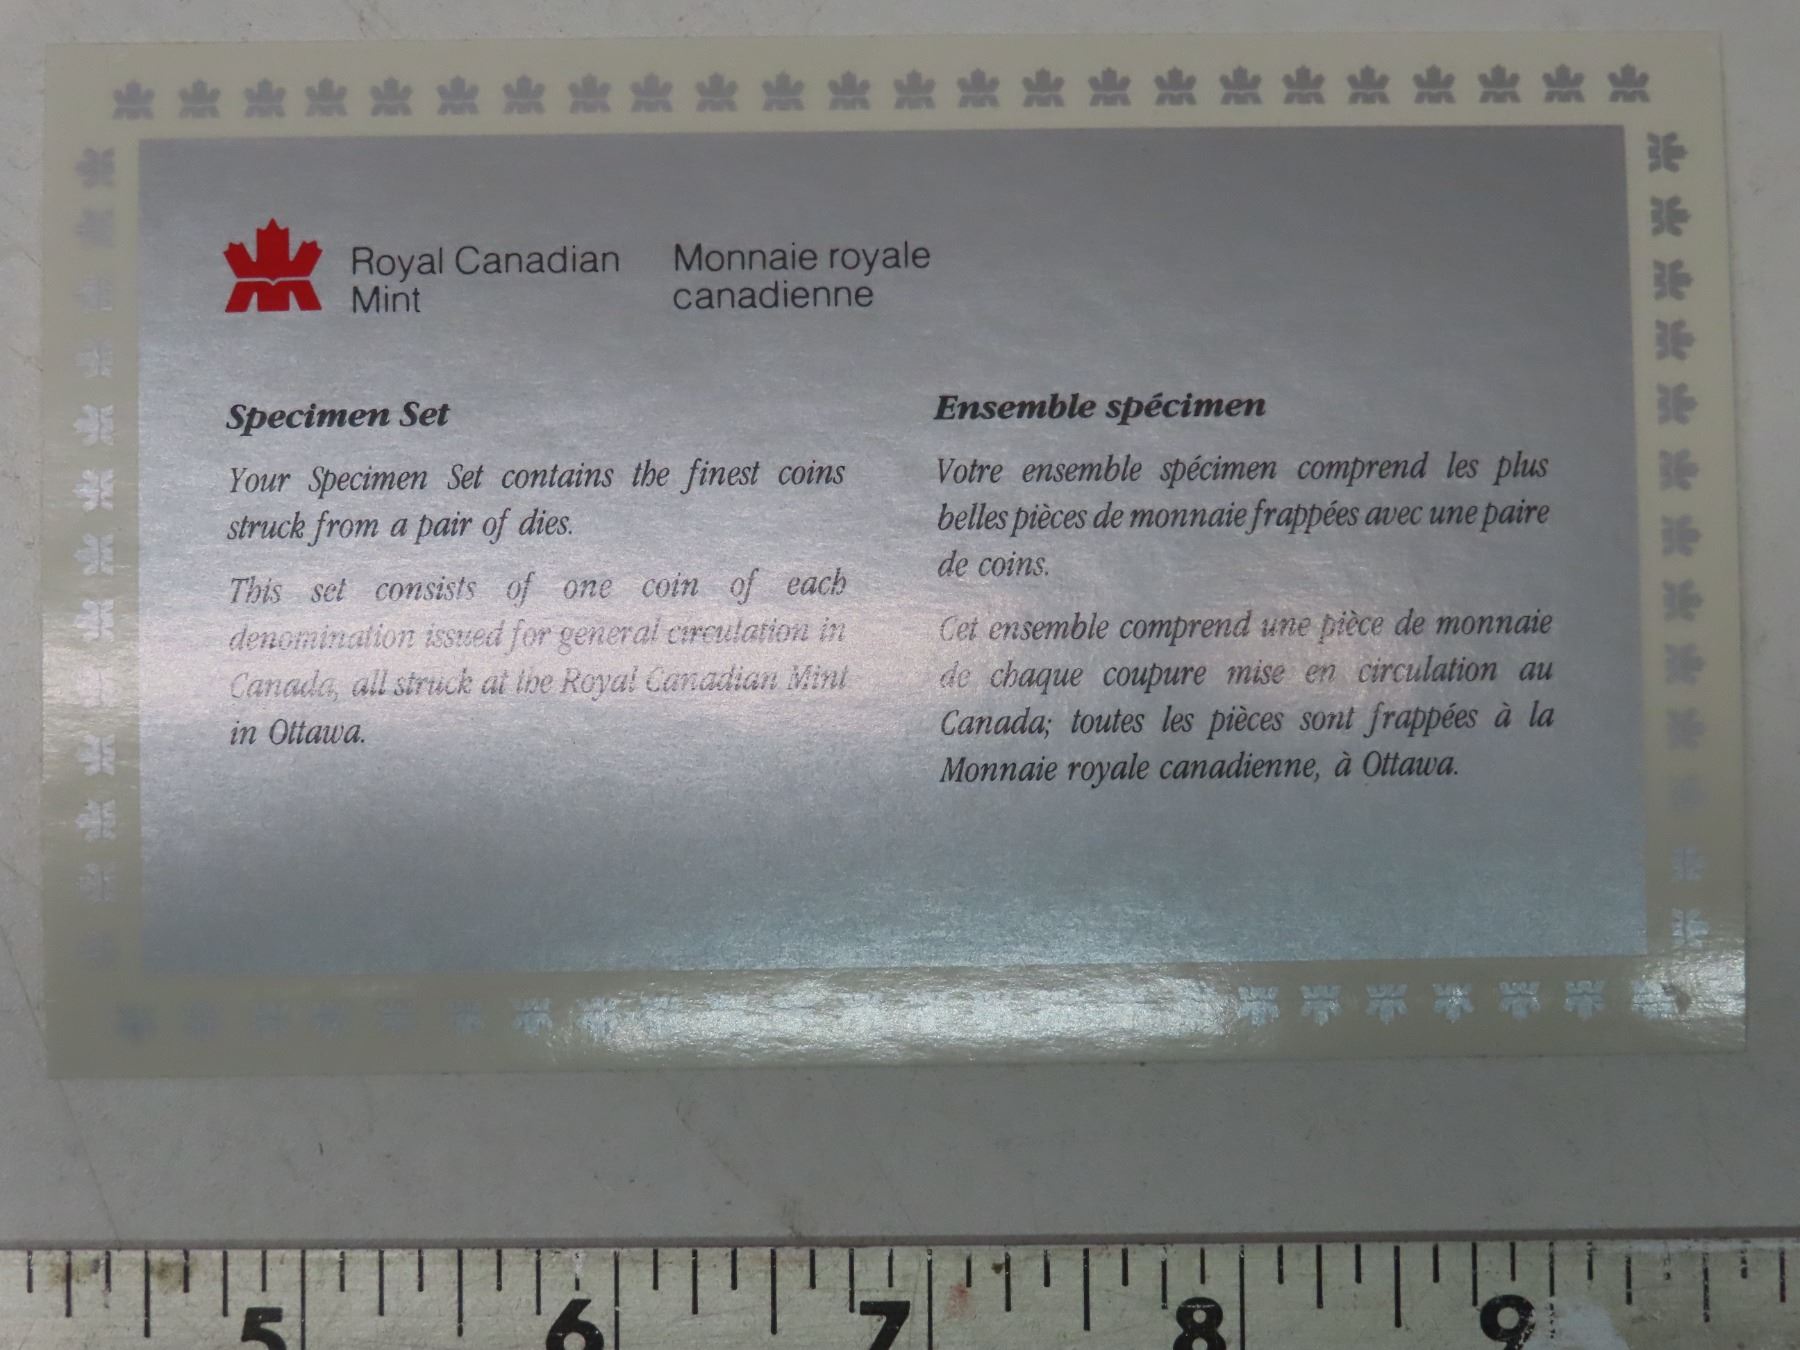 Royal Canadian
Mint
Monnaie royale
canadienne
Specimen Set
Your Specimen Set contains the finest coins
struck from a pair of dies.
This set consists of one coin of each
denomination issued for general circulation in
Canada, all struck at the Royal Canadian Mint
in Ottawa.
Ensemble spécimen
Votre ensemble spécimen comprend les plus
belles pièces de monnaie frappées avec une paire
de coins.
Cet ensemble comprend une pièce de monnaie
de chaque coupure mise en circulation au
Canada; toutes les pièces sont frappées à la
Monnaie royale canadienne, à Ottawa.
5 6 7 8 9